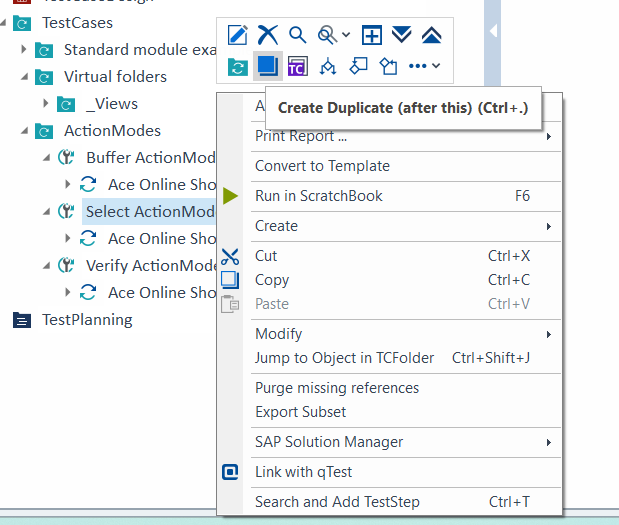 TestCases
Standard module exa
Virtual folders
_Views
ActionModes
Buffer ActionMod
Ace Online Sho
Select ActionMod
Ace Online Sho
Verify ActionMode
Ace Online Sho
TestPlanning
TC
Create Duplicate (after this) (Ctrl+.)
A
Print Report ...
Convert to Template
Run in ScratchBook F6
Create
Cut Ctrl+X
Copy Ctrl+C
Paste Ctrl+V
Modify
Jump to Object in TCFolder Ctrl+Shift+J
Purge missing references
Export Subset
SAP Solution Manager
Link with qTest
Search and Add TestStep Ctrl+T